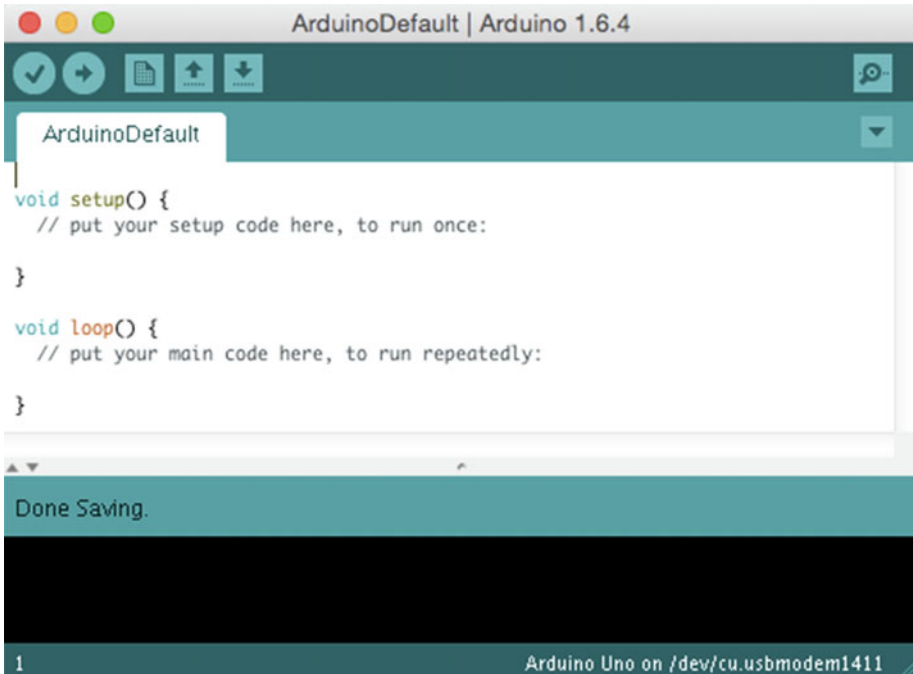 ArduinoDefault | Arduino 1.6.4
ArduinoDefault
void setup() {
  // put your setup code here, to run once:
}
void loop() {
  // put your main code here, to run repeatedly:
}
Done Saving.
1 Arduino Uno on /dev/cu.usbmodem1411